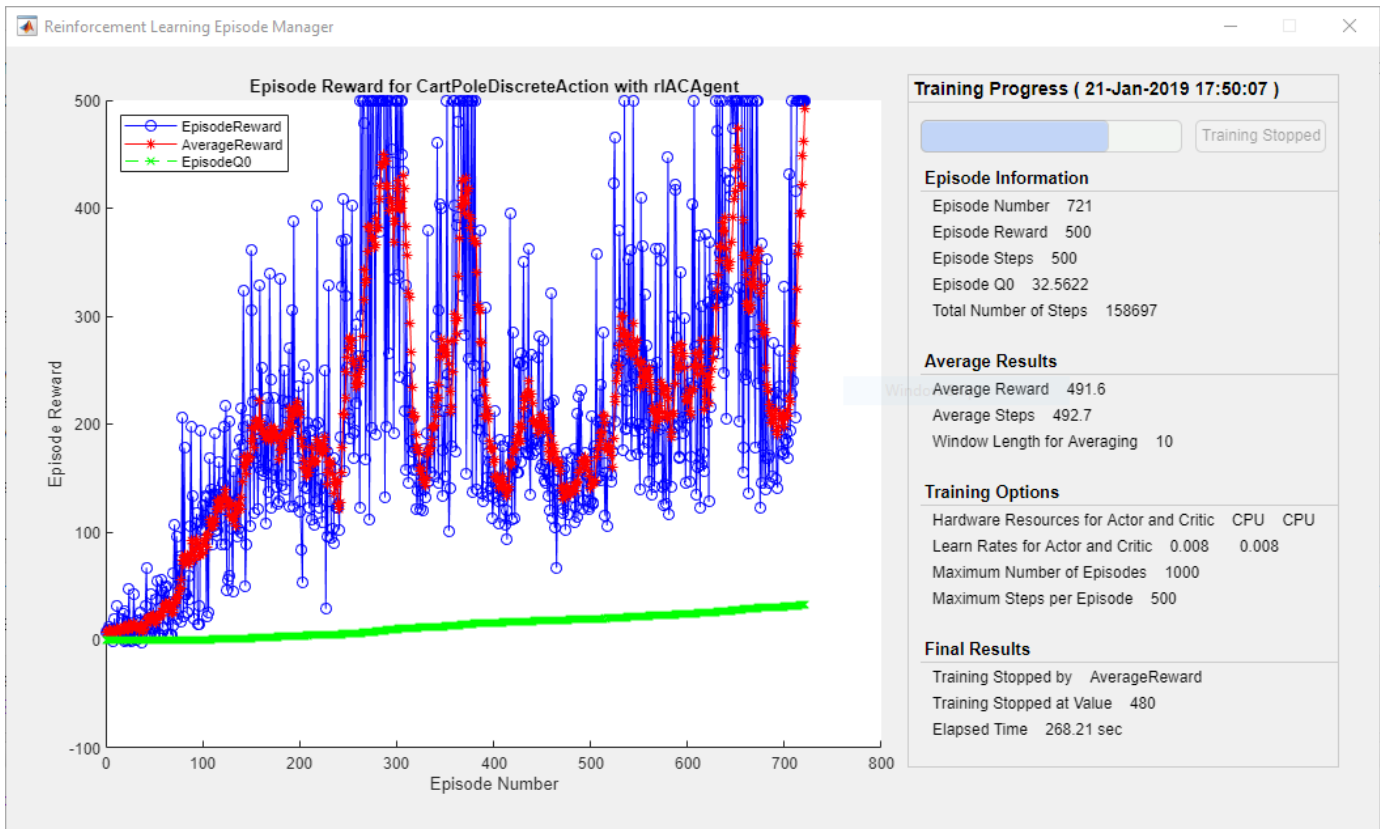 Reinforcement Learning Episode Manager
Episode Reward for CartPoleDiscreteAction with rlACAgent
EpisodeReward
AverageReward
EpisodeQ0
Episode Reward
500
400
300
200
100
0
-100
0 100 200 300 400 500 600 700 800
Episode Number
Training Progress ( 21-Jan-2019 17:50:07 )
Training Stopped
Episode Information
Episode Number 721
Episode Reward 500
Episode Steps 500
Episode Q0 32.5622
Total Number of Steps 158697
Average Results
Average Reward 491.6
Average Steps 492.7
Window Length for Averaging 10
Training Options
Hardware Resources for Actor and Critic CPU CPU
Learn Rates for Actor and Critic 0.008 0.008
Maximum Number of Episodes 1000
Maximum Steps per Episode 500
Final Results
Training Stopped by AverageReward
Training Stopped at Value 480
Elapsed Time 268.21 sec